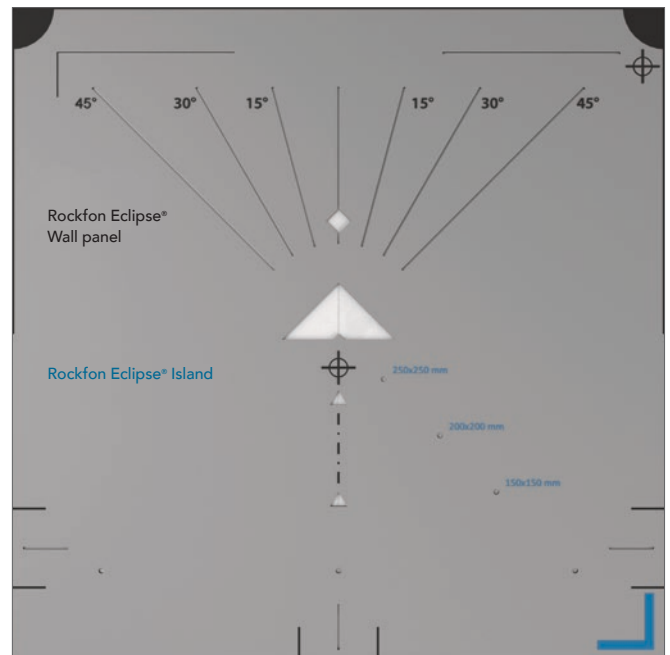 45° 30° 15° 15° 30° 45°
Rockfon Eclipse®
Wall panel
Rockfon Eclipse® Island
250x250 mm
200x200 mm
150x150 mm